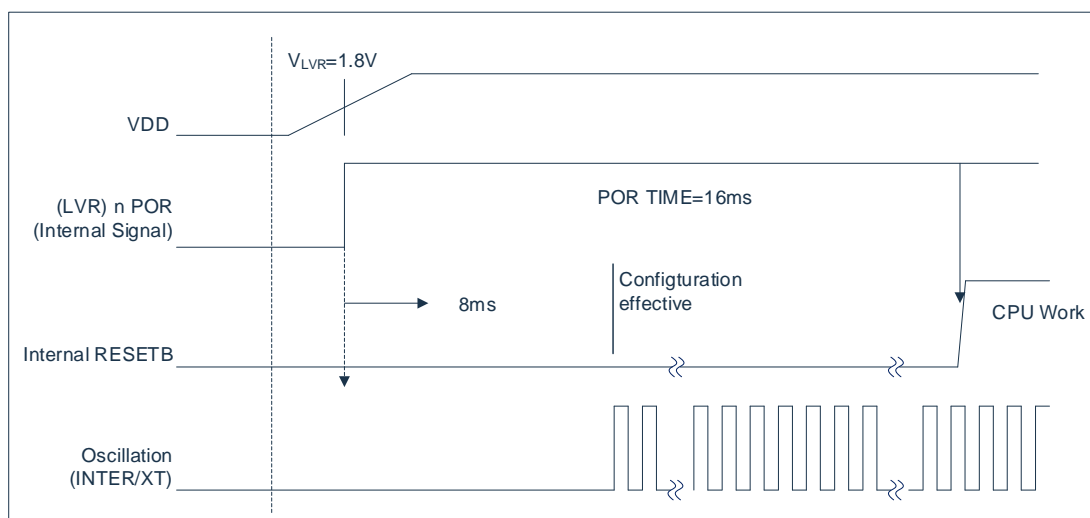 VLVR=1.8V
VDD
(LVR) n POR
(Internal Signal)
POR TIME=16ms
Configturation
effective
8ms
CPU Work
Internal RESETB
Oscillation
(INTER/XT)